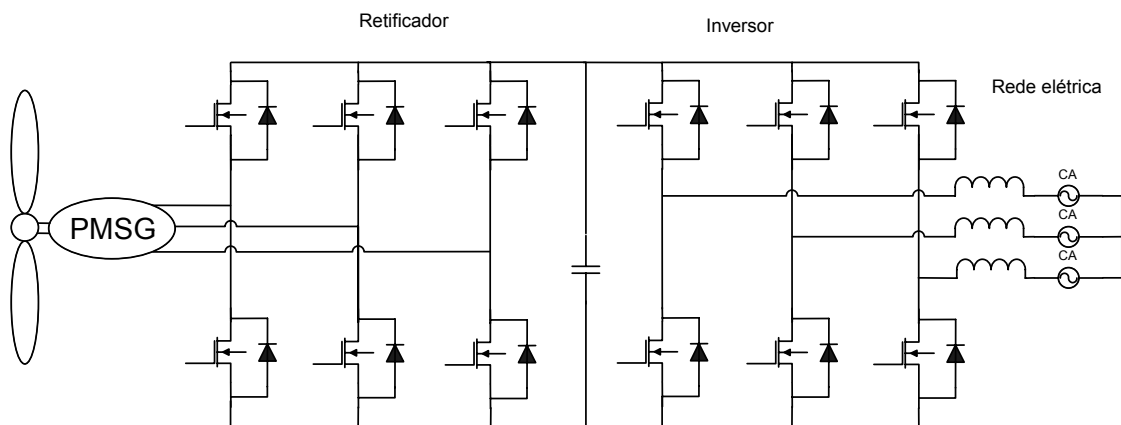 Retificador
Inversor
Rede elétrica
PMSG
CA
CA
CA